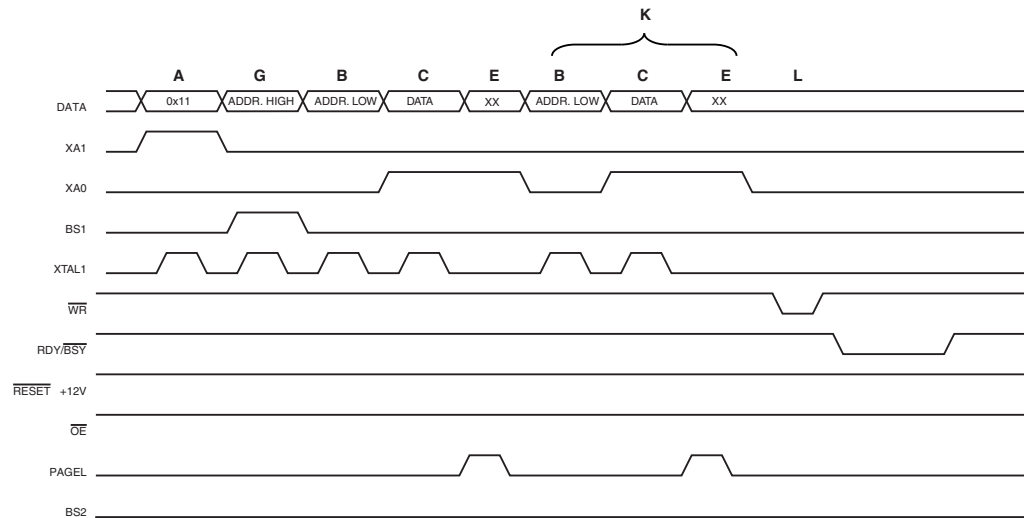 K
A G B C E B C E L
DATA 0x11 ADDR. HIGH ADDR. LOW DATA XX ADDR. LOW DATA XX
XA1
XA0
BS1
XTAL1
WR
RDY/BSY
RESET +12V
OE
PAGEL
BS2